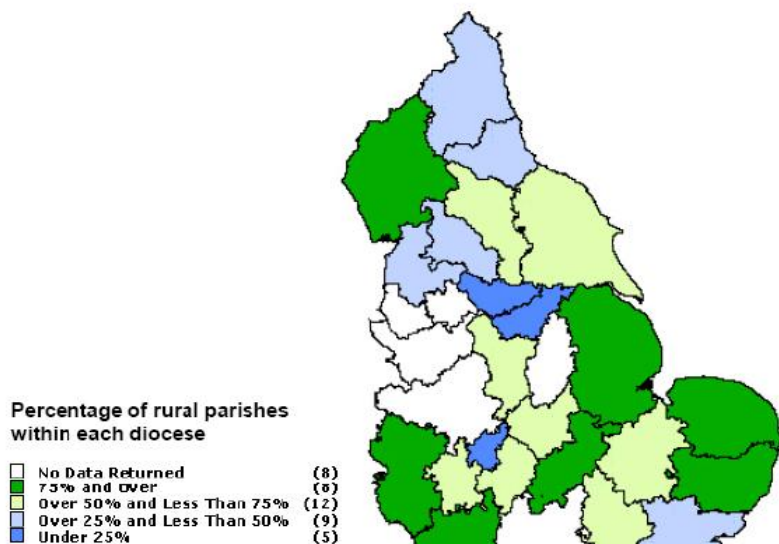 Percentage of rural parishes
within each diocese
No Data Returned (8)
75% and Over (8)
Over 50% and Less Than 75% (12)
Over 25% and Less Than 50% (9)
Under 25% (5)